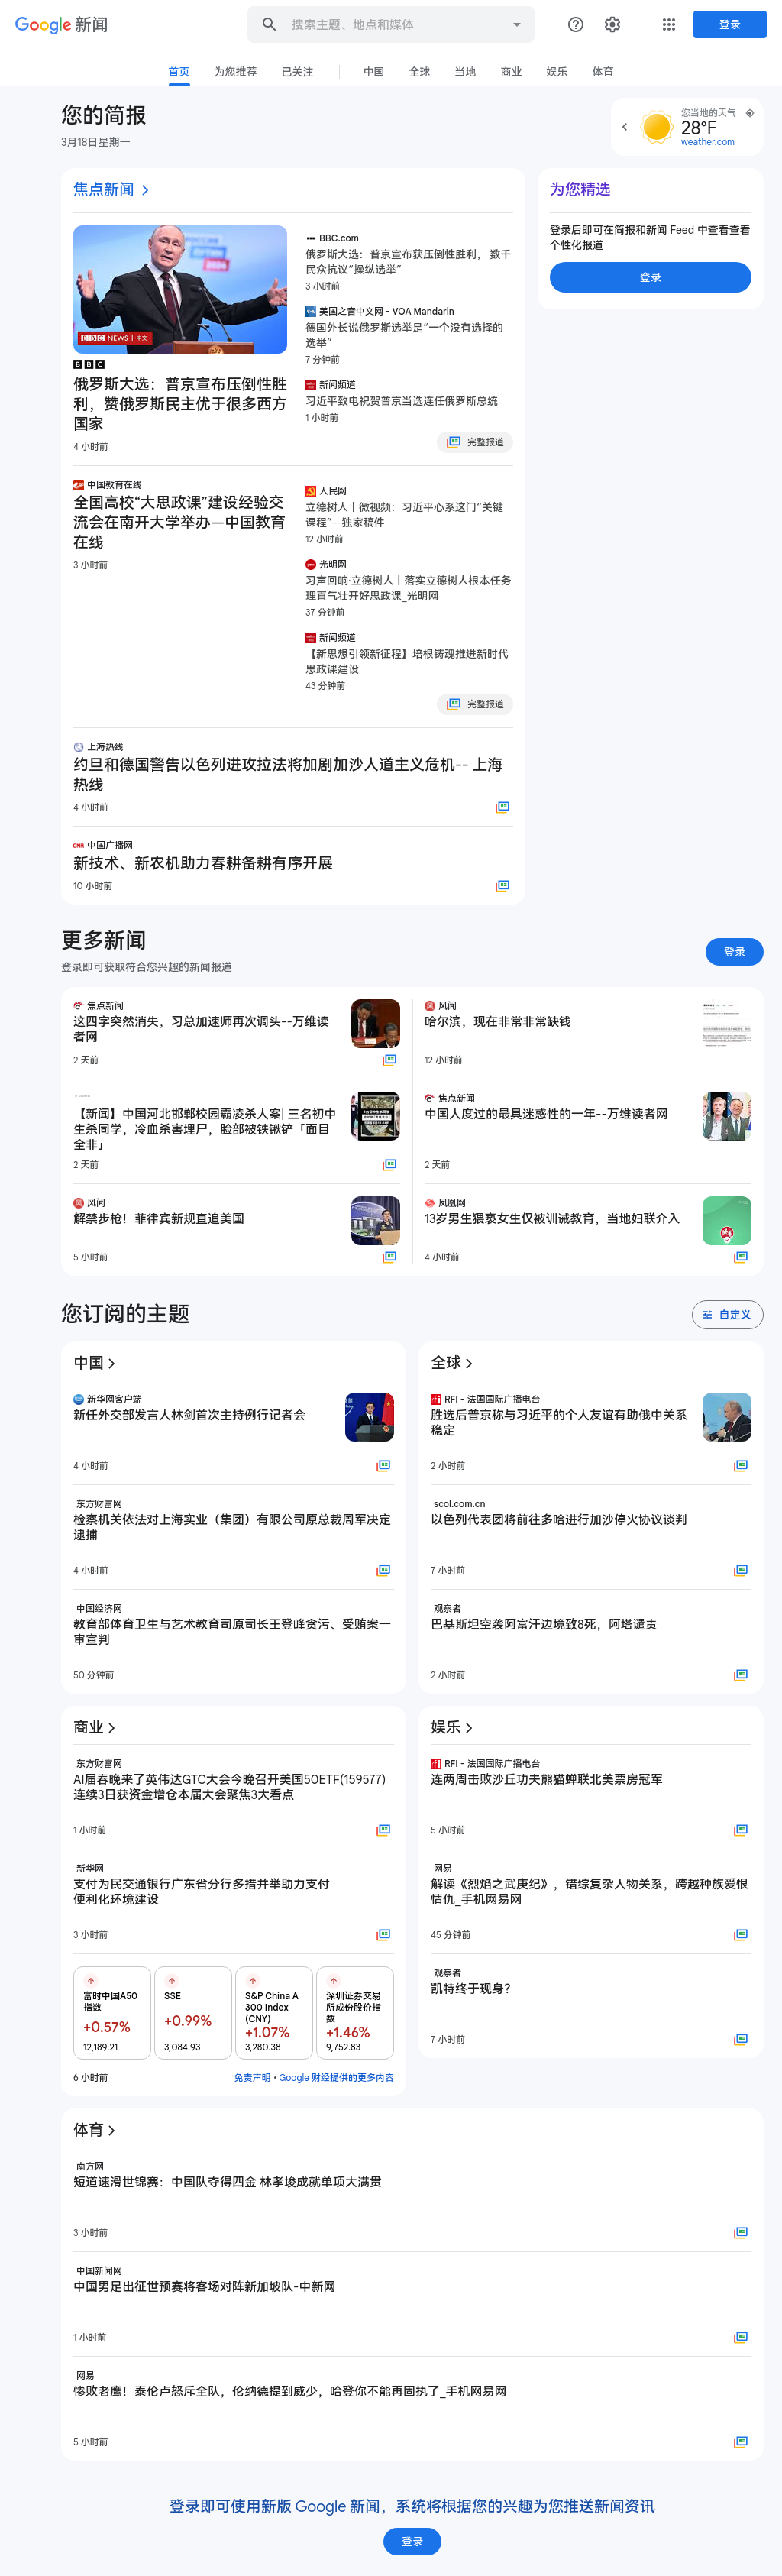 Google 新闻
搜索主题、地点和媒体
登录
首页
为您推荐
已关注
中国
全球
当地
商业
娱乐
体育
您的简报
3月18日星期一
您当地的天气
28°F
weather.com
焦点新闻
BBC NEWS 中文
BBC
俄罗斯大选：普京宣布压倒性胜
利，赞俄罗斯民主优于很多西方
国家
4 小时前
BBC.com
俄罗斯大选：普京宣布获压倒性胜利， 数千
民众抗议“操纵选举”
3 小时前
美国之音中文网 - VOA Mandarin
德国外长说俄罗斯选举是“一个没有选择的
选举”
7 分钟前
新闻频道
习近平致电祝贺普京当选连任俄罗斯总统
1 小时前
完整报道
中国教育在线
全国高校“大思政课”建设经验交
流会在南开大学举办—中国教育
在线
3 小时前
人民网
立德树人丨微视频：习近平心系这门“关键
课程”--独家稿件
12 小时前
光明网
习声回响·立德树人丨落实立德树人根本任务
理直气壮开好思政课_光明网
37 分钟前
新闻频道
【新思想引领新征程】培根铸魂推进新时代
思政课建设
43 分钟前
完整报道
上海热线
约旦和德国警告以色列进攻拉法将加剧加沙人道主义危机-- 上海
热线
4 小时前
CNR 中国广播网
新技术、新农机助力春耕备耕有序开展
10 小时前
为您精选
登录后即可在简报和新闻 Feed 中查看查看
个性化报道
登录
更多新闻
登录即可获取符合您兴趣的新闻报道
登录
焦点新闻
这四字突然消失，习总加速师再次调头--万维读
者网
2 天前
风闻
哈尔滨，现在非常非常缺钱
12 小时前
【新闻】中国河北邯郸校园霸凌杀人案| 三名初中
生杀同学，冷血杀害埋尸，脸部被铁锹铲「面目
全非」
2 天前
焦点新闻
中国人度过的最具迷惑性的一年--万维读者网
2 天前
风闻
解禁步枪！菲律宾新规直追美国
5 小时前
凤凰网
13岁男生猥亵女生仅被训诫教育，当地妇联介入
4 小时前
您订阅的主题
自定义
中国
新华网客户端
新任外交部发言人林剑首次主持例行记者会
4 小时前
东方财富网
检察机关依法对上海实业（集团）有限公司原总裁周军决定
逮捕
4 小时前
中国经济网
教育部体育卫生与艺术教育司原司长王登峰贪污、受贿案一
审宣判
50 分钟前
全球
RFI - 法国国际广播电台
胜选后普京称与习近平的个人友谊有助俄中关系
稳定
2 小时前
scol.com.cn
以色列代表团将前往多哈进行加沙停火协议谈判
7 小时前
观察者
巴基斯坦空袭阿富汗边境致8死，阿塔谴责
2 小时前
商业
东方财富网
AI届春晚来了英伟达GTC大会今晚召开美国50ETF(159577)
连续3日获资金增仓本届大会聚焦3大看点
1 小时前
新华网
支付为民交通银行广东省分行多措并举助力支付
便利化环境建设
3 小时前
富时中国A50
指数
+0.57%
12,189.21
SSE
+0.99%
3,084.93
S&P China A
300 Index
(CNY)
+1.07%
3,280.38
深圳证券交易
所成份股价指
数
+1.46%
9,752.83
6 小时前
免责声明 • Google 财经提供的更多内容
娱乐
RFI - 法国国际广播电台
连两周击败沙丘功夫熊猫蝉联北美票房冠军
5 小时前
网易
解读《烈焰之武庚纪》，错综复杂人物关系，跨越种族爱恨
情仇_手机网易网
45 分钟前
观察者
凯特终于现身？
7 小时前
体育
南方网
短道速滑世锦赛：中国队夺得四金 林孝埈成就单项大满贯
3 小时前
中国新闻网
中国男足出征世预赛将客场对阵新加坡队-中新网
1 小时前
网易
惨败老鹰！泰伦卢怒斥全队，伦纳德提到威少，哈登你不能再固执了_手机网易网
5 小时前
登录即可使用新版 Google 新闻，系统将根据您的兴趣为您推送新闻资讯
登录